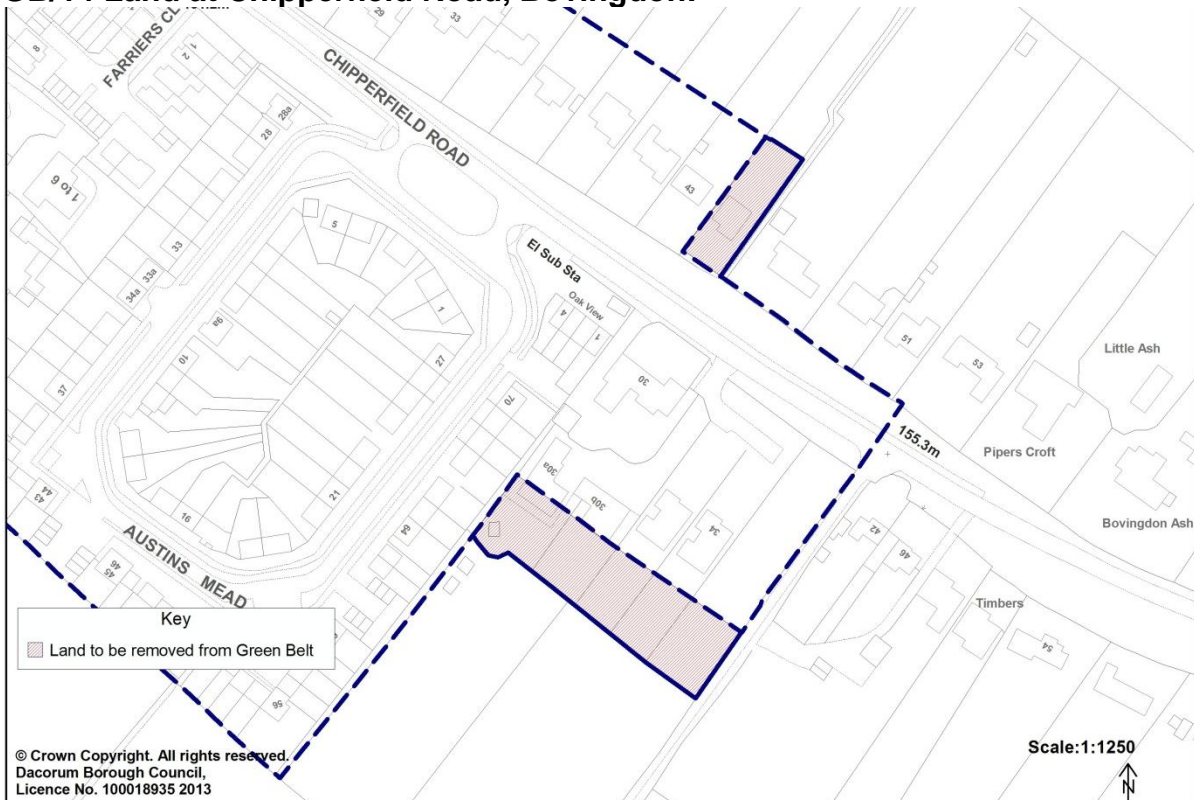 Land at Chipperfield Road, Bovingdon.
FARRIERS CL
CHIPPERFIELD ROAD
29
33
8
1
2
28a
28
1 to 6
43
5
El Sub Sta
33
33a
34a
Oak View
4
1
1
9a
10
27
51
53
Little Ash
30
37
70
155.3m
Pipers Croft
30a
30b
43
44
21
16
64
34
42
46
Bovingdon Ash
AUSTINS MEAD
45
46
Timbers
54
Key
Land to be removed from Green Belt
56
© Crown Copyright. All rights reserved.
Dacorum Borough Council,
Licence No. 100018935 2013
Scale:1:1250
N